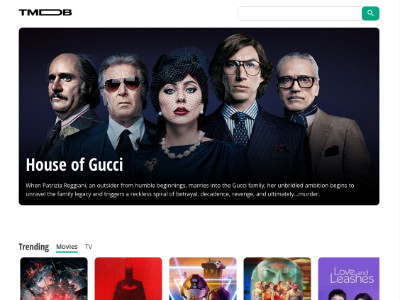 TMDB
House of Gucci
When Patrizia Reggiani, an outsider from humble beginnings, marries into the Gucci family, her unbridled ambition begins to
unravel the family legacy and triggers a reckless spiral of betrayal, decadence, revenge, and ultimately...murder.
Trending Movies TV
Love and
Leashes